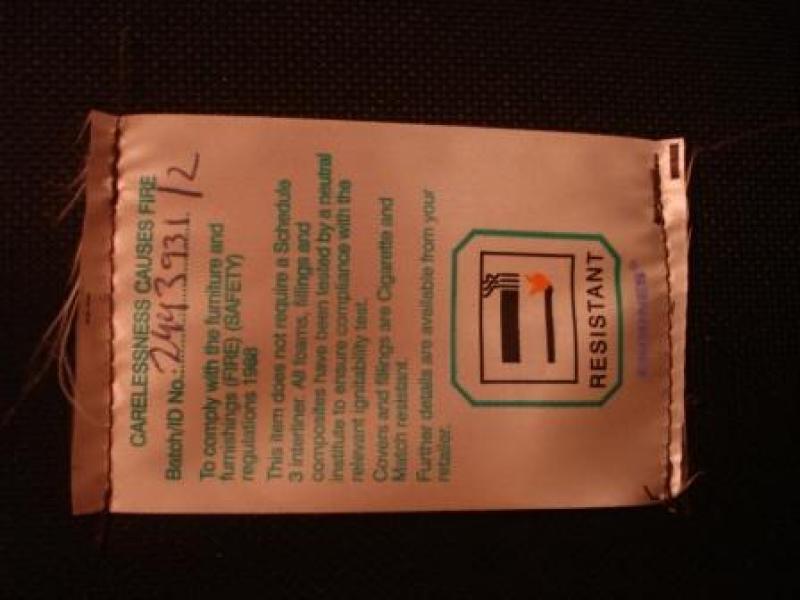 CARELESSNESS CAUSES FIRE
Batch/ID No.: 2443931/2
To comply with the furniture and
furnishings (FIRE) (SAFETY)
regulations 1988
This item does not require a Schedule
3 interliner. All foams, fillings and
composites have been tested by a neutral
institute to ensure compliance with the
relevant ignitability test.
Covers and fillings are Cigarette and
Match resistant.
Further details are available from your
retailer.
RESISTANT